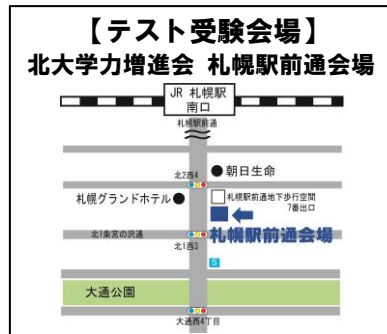 【テスト受験会場】
北大学力増進会 札幌駅前通会場
JR 札幌駅
南口
札幌駅前通
北2西4
朝日生命
札幌グランドホテル
札幌駅前通地下歩行空間
7番出口
北1条宮の沢通
札幌駅前通会場
北1西3
S
大通公園
大通西4丁目